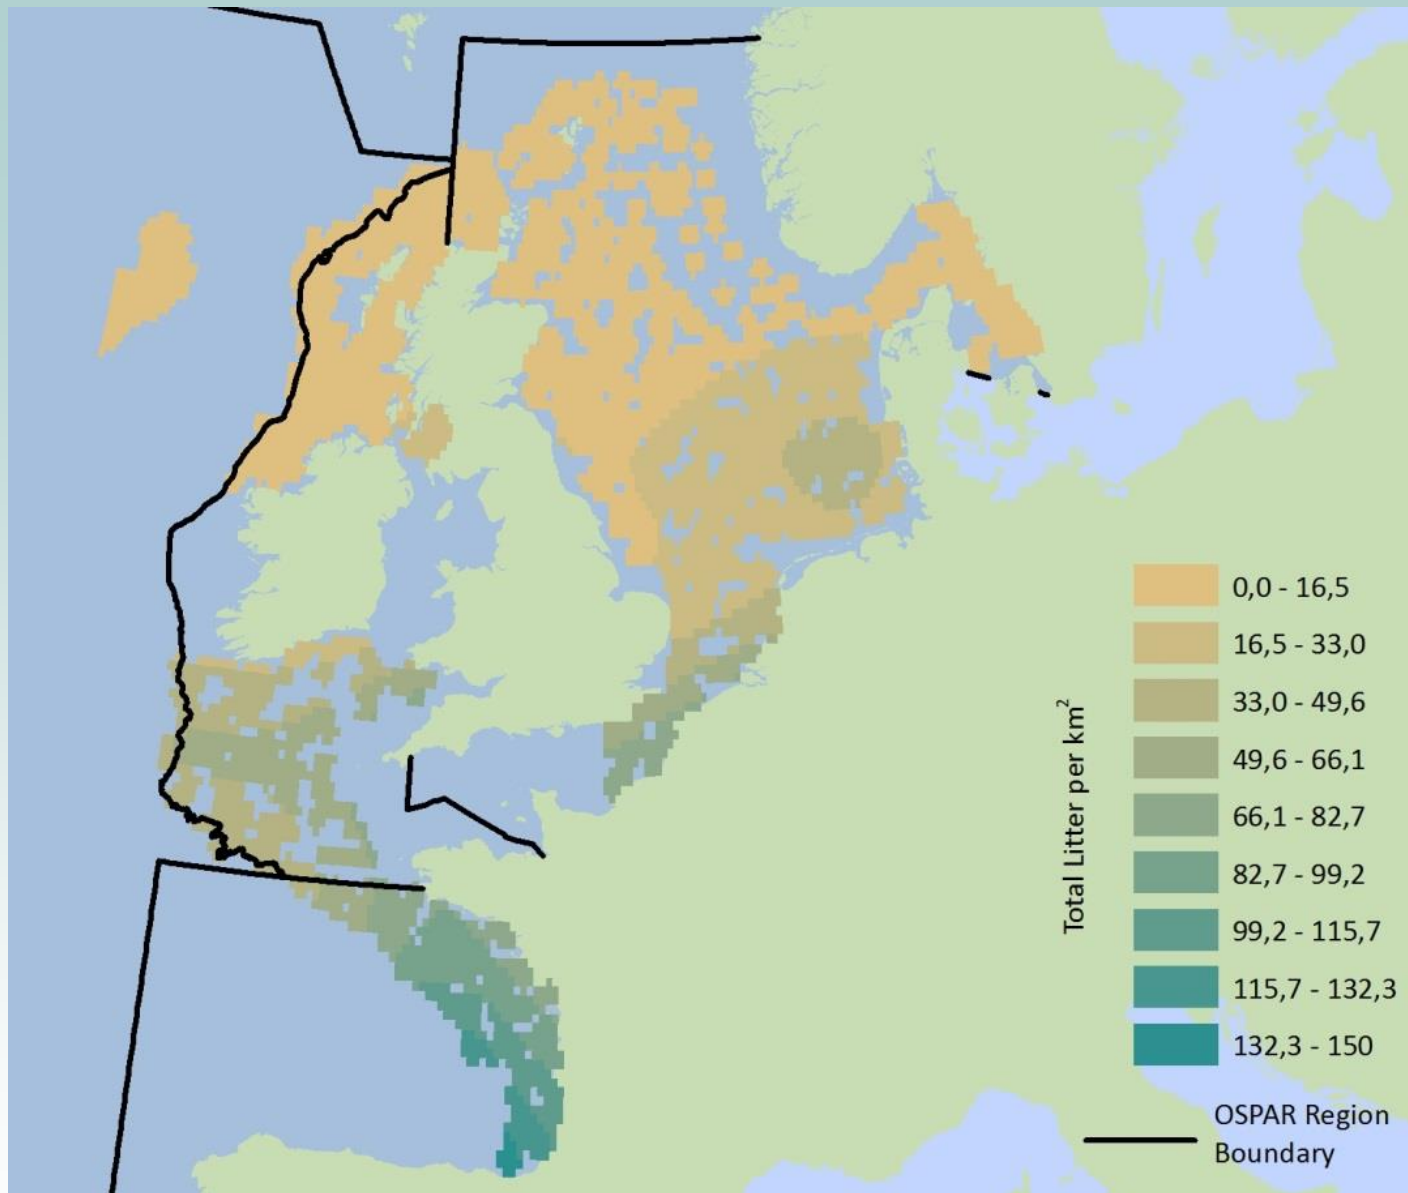 0,0 - 16,5
16,5 - 33,0
33,0 - 49,6
49,6 - 66,1
66,1 - 82,7
82,7 - 99,2
99,2 - 115,7
115,7 - 132,3
132,3 - 150
Total Litter per km²
OSPAR Region
Boundary